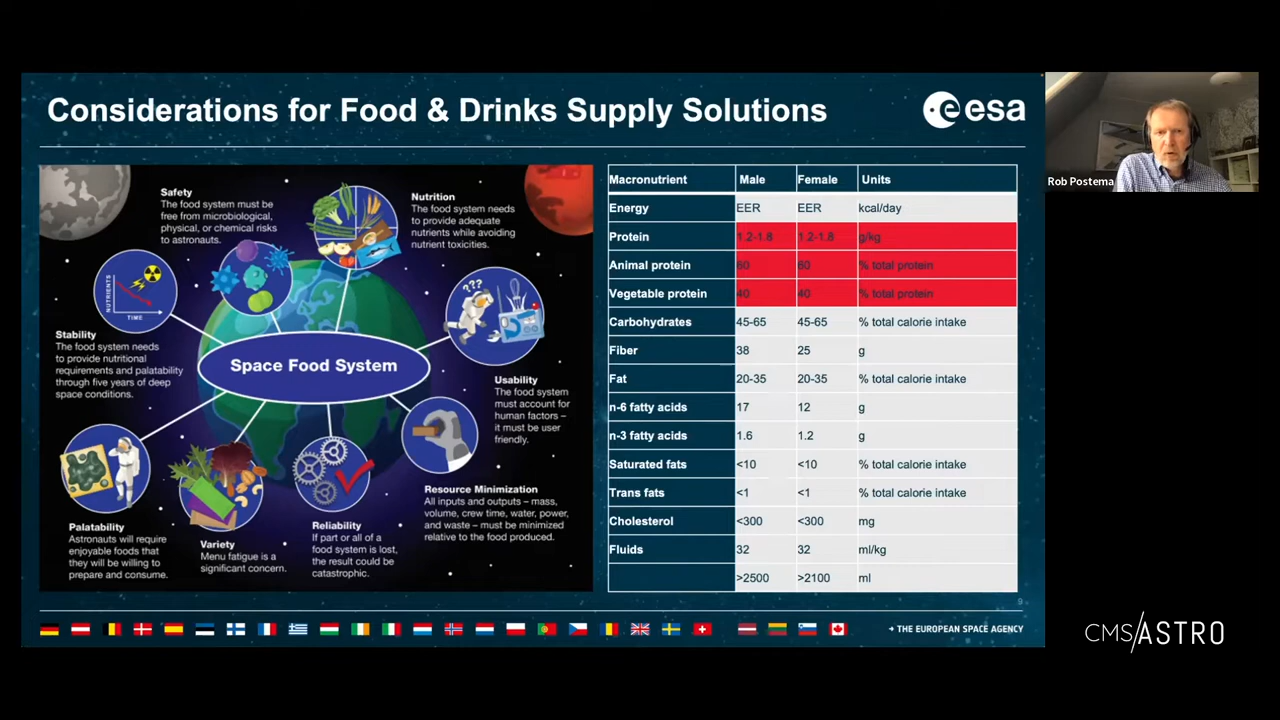 Considerations for Food & Drinks Supply Solutions
esa
Safety
The food system must be
free from microbiological,
physical, or chemical risks
to astronauts.
Nutrition
The food system needs
to provide adequate
nutrients while avoiding
nutrient toxicities.
NUTRIENTS
TIME
???
Stability
The food system needs
to provide nutritional
requirements and palatability
through five years of deep
space conditions.
Space Food System
Usability
The food system
must account for
human factors –
it must be user
friendly.
Resource Minimization
All inputs and outputs – mass,
volume, crew time, water, power,
and waste – must be minimized
relative to the food produced.
Palatability
Astronauts will require
enjoyable foods that
they will be willing to
prepare and consume.
Variety
Menu fatigue is a
significant concern.
Reliability
If part or all of a
food system is lost,
the result could be
catastrophic.
Macronutrient Male Female Units
Energy EER EER kcal/day
Protein 1.2-1.8 1.2-1.8 g/kg
Animal protein 60 60 % total protein
Vegetable protein 40 40 % total protein
Carbohydrates 45-65 45-65 % total calorie intake
Fiber 38 25 g
Fat 20-35 20-35 % total calorie intake
n-6 fatty acids 17 12 g
n-3 fatty acids 1.6 1.2 g
Saturated fats <10 <10 % total calorie intake
Trans fats <1 <1 % total calorie intake
Cholesterol <300 <300 mg
Fluids 32 32 ml/kg
>2500 >2100 ml
9
→ THE EUROPEAN SPACE AGENCY
Rob Postema
CMS/ASTRO